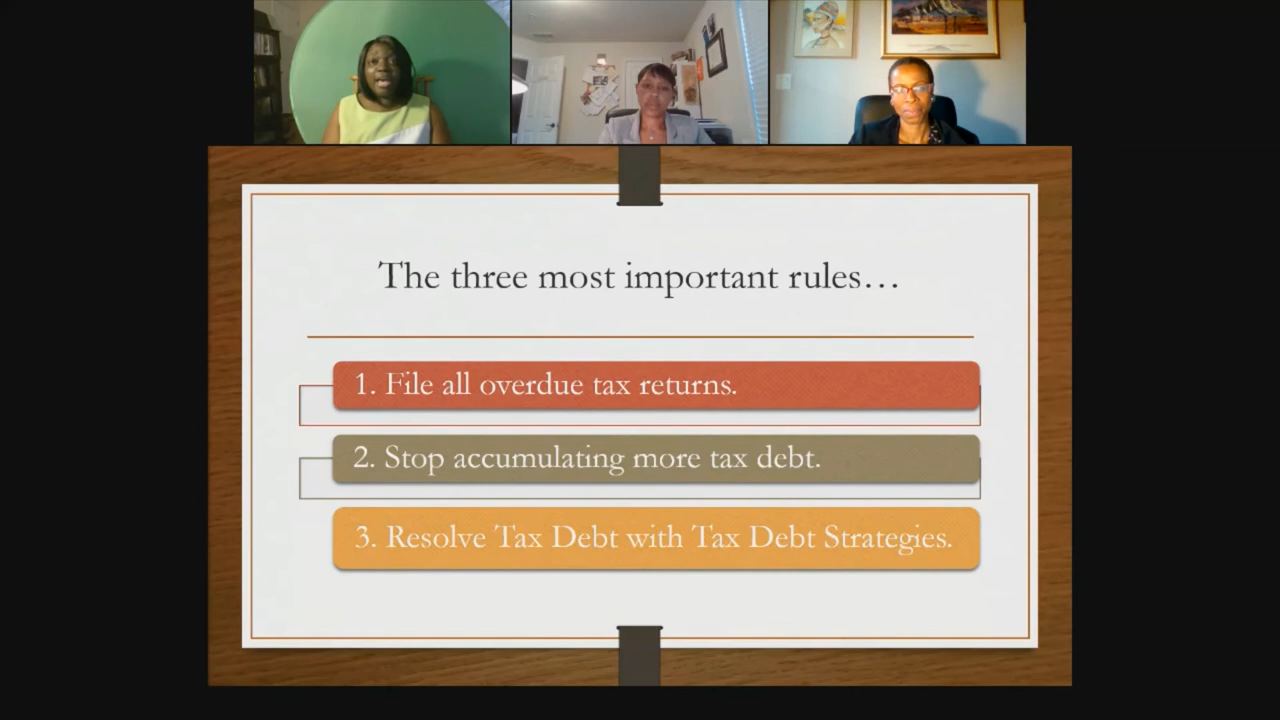 The three most important rules…
1. File all overdue tax returns.
2. Stop accumulating more tax debt.
3. Resolve Tax Debt with Tax Debt Strategies.